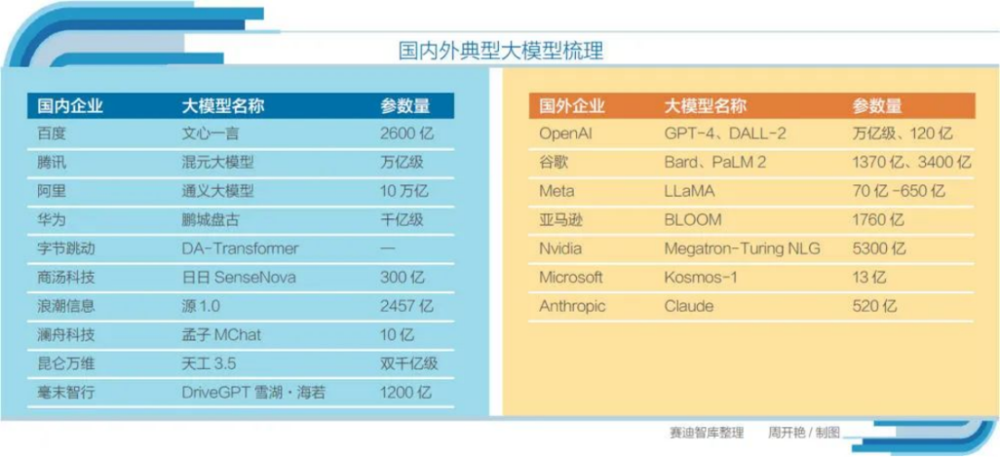 国内外典型大模型梳理
国内企业 大模型名称 参数量
百度 文心一言 2600 亿
腾讯 混元大模型 万亿级
阿里 通义大模型 10 万亿
华为 鹏城盘古 千亿级
字节跳动 DA-Transformer —
商汤科技 日日 SenseNova 300 亿
浪潮信息 源 1.0 2457 亿
澜舟科技 孟子 MChat 10 亿
昆仑万维 天工 3.5 双千亿级
毫末智行 DriveGPT 雪湖·海若 1200 亿
国外企业 大模型名称 参数量
OpenAI GPT-4、DALL-2 万亿级、120 亿
谷歌 Bard、PaLM 2 1370 亿、3400 亿
Meta LLaMA 70 亿 -650 亿
亚马逊 BLOOM 1760 亿
Nvidia Megatron-Turing NLG 5300 亿
Microsoft Kosmos-1 13 亿
Anthropic Claude 520 亿
赛迪智库整理 周开艳 / 制图